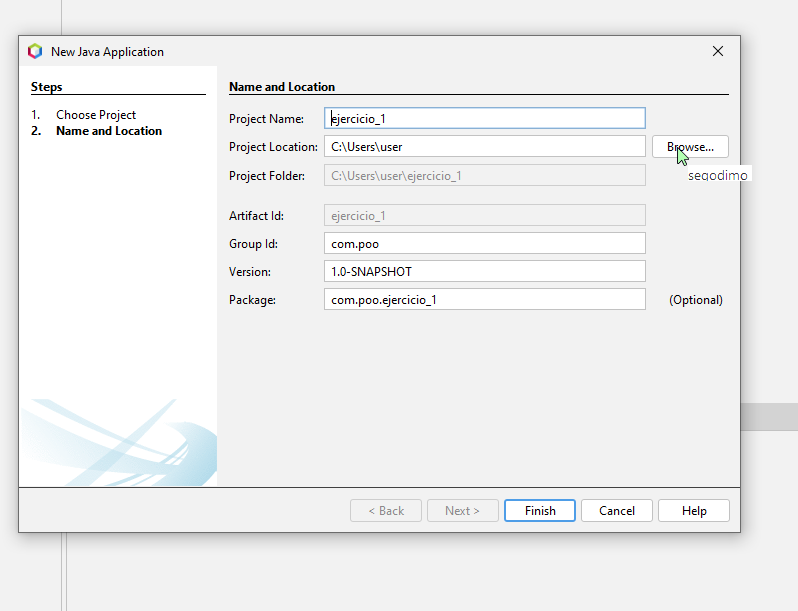 New Java Application
Steps
1. Choose Project
2. Name and Location
Name and Location
Project Name: ejercicio_1
Project Location: C:\Users\user Browse...
segodimo
Project Folder: C:\Users\user\ejercicio_1
Artifact Id: ejercicio_1
Group Id: com.poo
Version: 1.0-SNAPSHOT
Package: com.poo.ejercicio_1 (Optional)
< Back Next > Finish Cancel Help